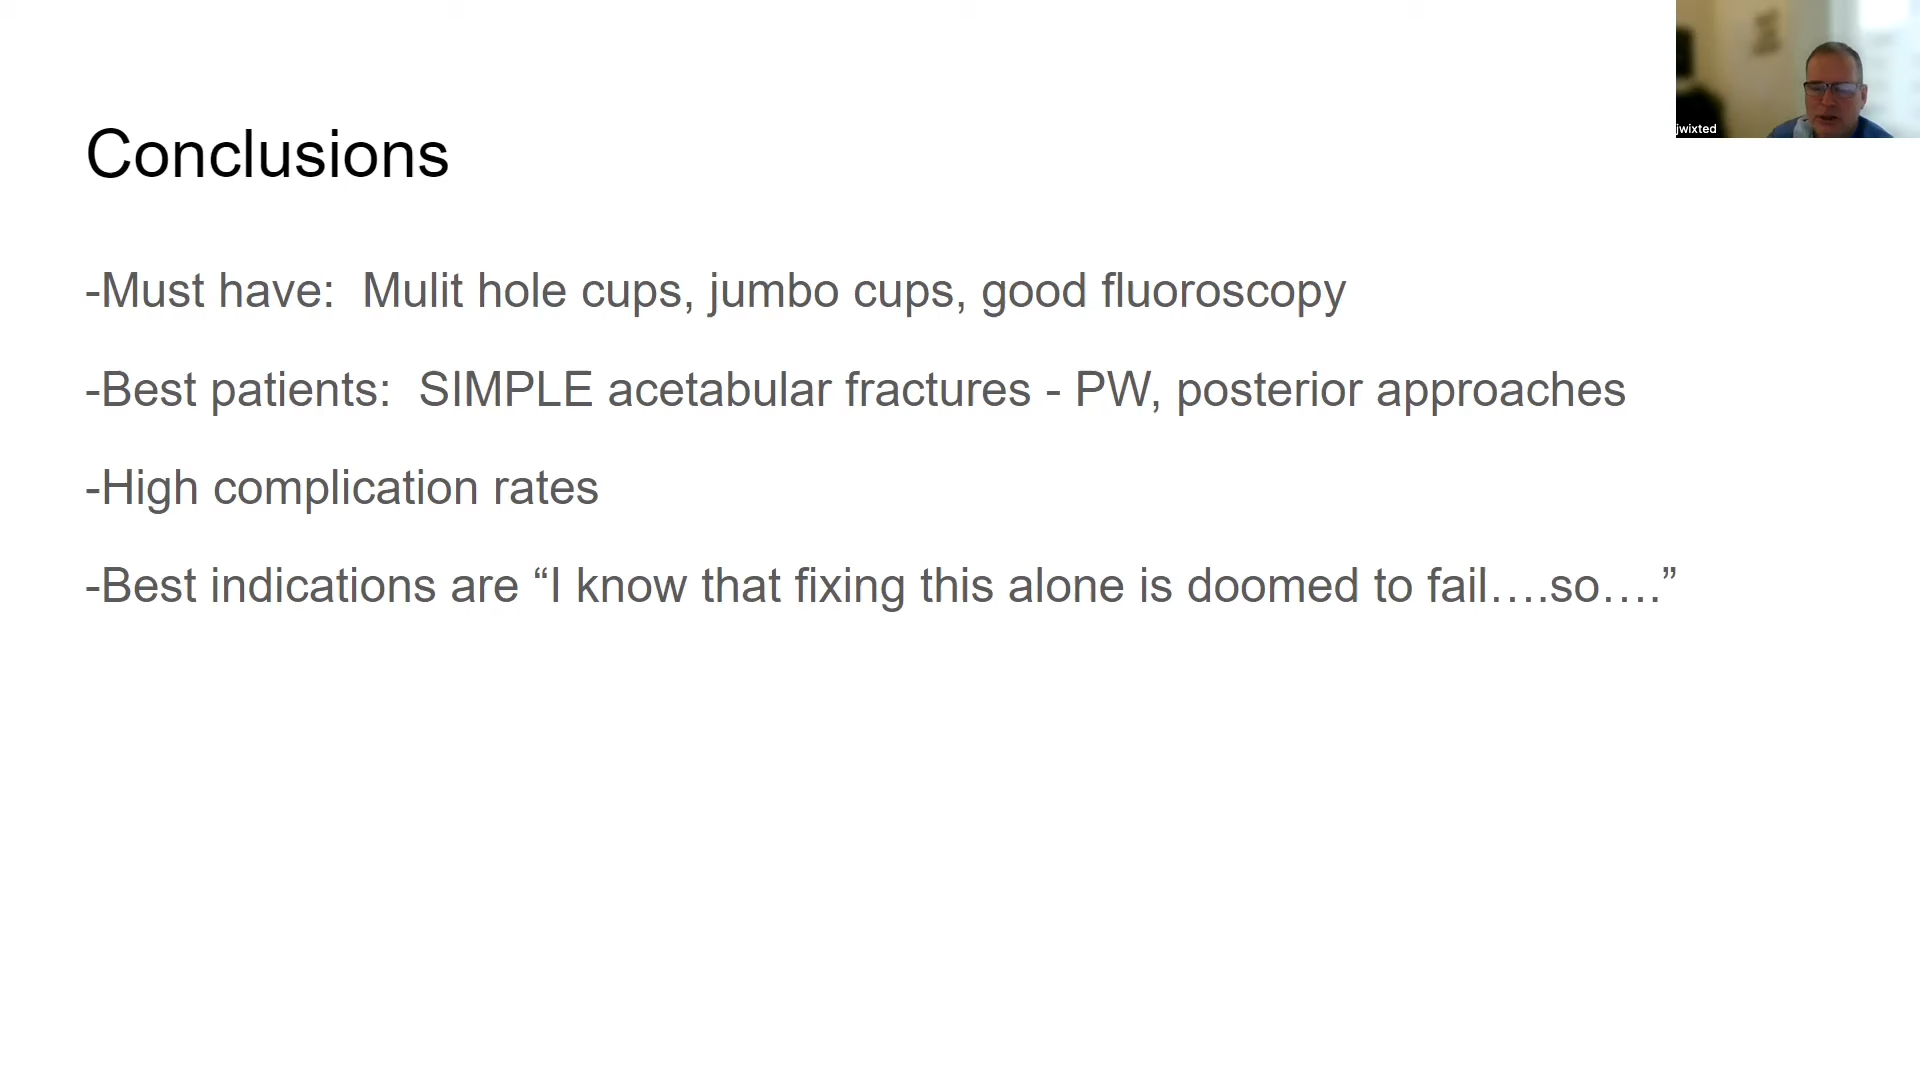 jwixted
Conclusions
-Must have:  Mulit hole cups, jumbo cups, good fluoroscopy
-Best patients:  SIMPLE acetabular fractures - PW, posterior approaches
-High complication rates
-Best indications are “I know that fixing this alone is doomed to fail….so….”